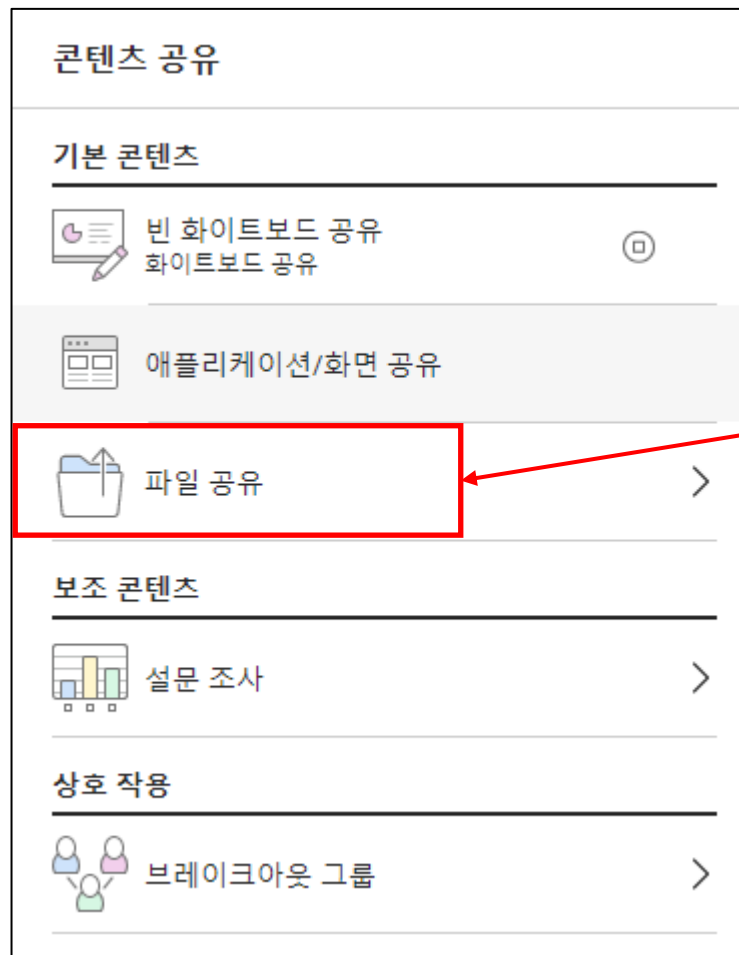 콘텐츠 공유
기본 콘텐츠
빈 화이트보드 공유
화이트보드 공유
애플리케이션/화면 공유
파일 공유
보조 콘텐츠
설문 조사
상호 작용
브레이크아웃 그룹